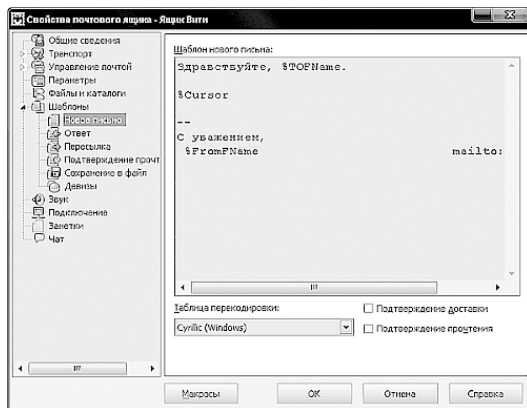 Свойства почтового ящика - Ящик Вити
Общие сведения
Транспорт
Управление почтой
Параметры
Файлы и каталоги
Шаблоны
Новое письмо
Ответ
Пересылка
Подтверждение прочт
Сохранение в файл
Девизы
Звук
Подключение
Заметки
Чат
Шаблон нового письма:
Здравствуйте, %TOFName.
%Cursor
--
С уважением,
%FromFName mailto:
Таблица перекодировки:
Cyrillic (Windows)
Подтверждение доставки
Подтверждение прочтения
Макросы
OK
Отмена
Справка